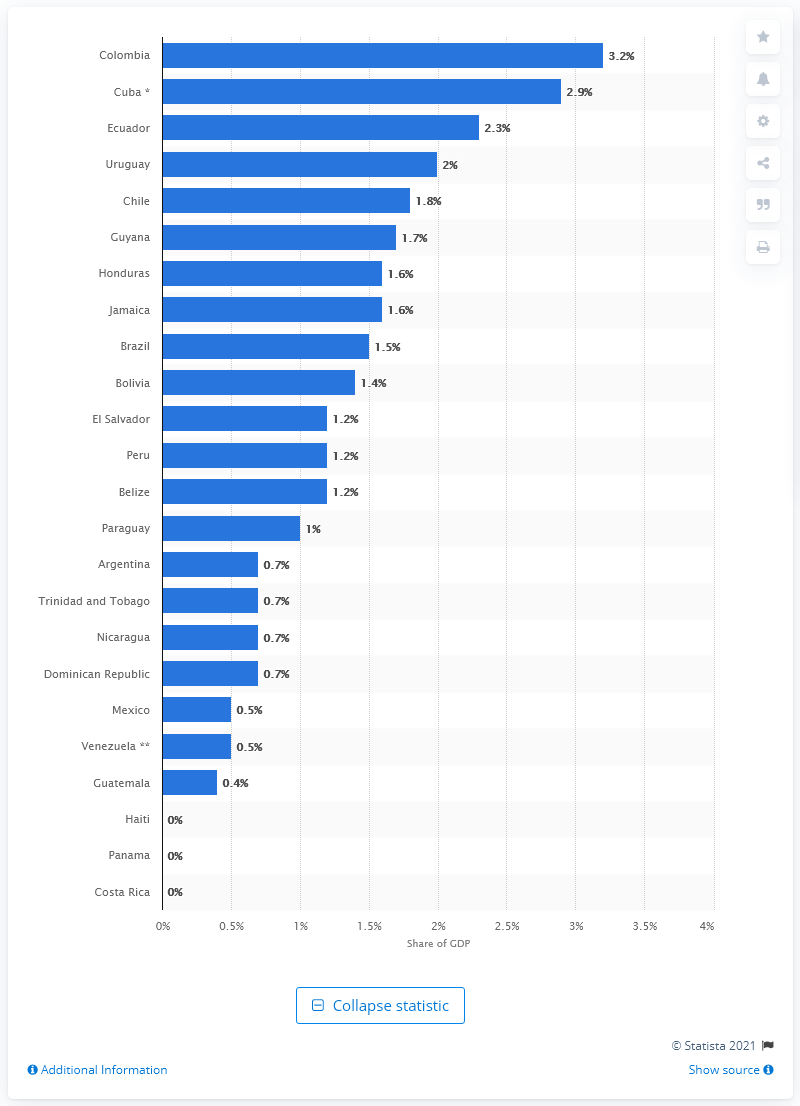 Colombia 3.2%
Cuba * 2.9%
Ecuador 2.3%
Uruguay 2%
Chile 1.8%
Guyana 1.7%
Honduras 1.6%
Jamaica 1.6%
Brazil 1.5%
Bolivia 1.4%
El Salvador 1.2%
Peru 1.2%
Belize 1.2%
Paraguay 1%
Argentina 0.7%
Trinidad and Tobago 0.7%
Nicaragua 0.7%
Dominican Republic 0.7%
Mexico 0.5%
Venezuela ** 0.5%
Guatemala 0.4%
Haiti 0%
Panama 0%
Costa Rica 0%
0% 0.5% 1% 1.5% 2% 2.5% 3% 3.5% 4%
Share of GDP
Collapse statistic
© Statista 2021
Additional Information Show source